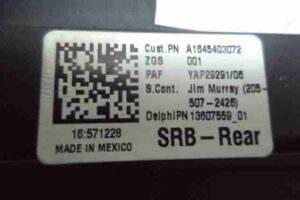 Cust.PN A1645403072
ZGS 001
PAF YAP29291/06
S.Cont. Jim Murray (205-
507-2426)
DelphiPN 13607559_01
16:571228
SRB-Rear
MADE IN MEXICO